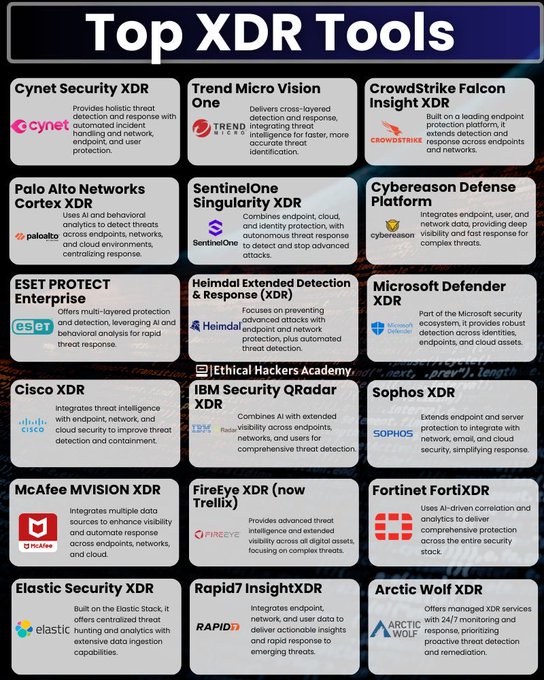 Top XDR Tools
Cynet Security XDR
cynet
Provides holistic threat
detection and response with
automated incident
handling and network,
endpoint, and user
protection.
Trend Micro Vision
One
TREND
MICRO
Delivers cross-layered
detection and response,
integrating threat
intelligence for faster, more
accurate threat
identification.
CrowdStrike Falcon
Insight XDR
CROWDSTRIKE
Built on a leading endpoint
protection platform, it
extends detection and
response across endpoints
and networks.
Palo Alto Networks
Cortex XDR
paloalto
Uses AI and behavioral
analytics to detect threats
across endpoints, networks,
and cloud environments,
centralizing response.
SentinelOne
Singularity XDR
SentinelOne
Combines endpoint, cloud,
and identity protection, with
autonomous threat response
to detect and stop advanced
attacks.
Cybereason Defense
Platform
cybereason
Integrates endpoint, user, and
network data, providing deep
visibility and fast response for
complex threats.
ESET PROTECT
Enterprise
eset
Offers multi-layered protection
and detection, leveraging AI and
behavioral analysis for rapid
threat response.
Heimdal Extended Detection
& Response (XDR)
Heimdal
Focuses on preventing
advanced attacks with
endpoint and network
protection, plus automated
threat detection.
Microsoft Defender
XDR
Microsoft
Defender
Part of the Microsoft security
ecosystem, it provides robust
detection across identities,
endpoints, and cloud assets.
|Ethical Hackers Academy
prev").length
Cisco XDR
CISCO
Integrates threat intelligence
with endpoint, network, and
cloud security to improve threat
detection and containment.
IBM Security QRadar
XDR
IBM
Radar
Combines AI with extended
visibility across endpoints,
networks, and users for
comprehensive threat detection.
Sophos XDR
SOPHOS
Extends endpoint and server
protection to integrate with
network, email, and cloud
security, simplifying response.
McAfee MVISION XDR
McAfee
Integrates multiple data
sources to enhance visibility
and automate response
across endpoints, networks,
and cloud.
FireEye XDR (now
Trellix)
FIREEYE
Provides advanced threat
intelligence and extended
visibility across all digital assets,
focusing on complex threats.
Fortinet FortiXDR
Uses AI-driven correlation and
analytics to deliver
comprehensive protection
across the entire security
stack.
Elastic Security XDR
elastic
Built on the Elastic Stack, it
offers centralized threat
hunting and analytics with
extensive data ingestion
capabilities.
Rapid7 InsightXDR
RAPID7
Integrates endpoint,
network, and user data to
deliver actionable insights
and rapid response to
emerging threats.
Arctic Wolf XDR
ARCTIC
WOLF
Offers managed XDR services
with 24/7 monitoring and
response, prioritizing
proactive threat detection
and remediation.